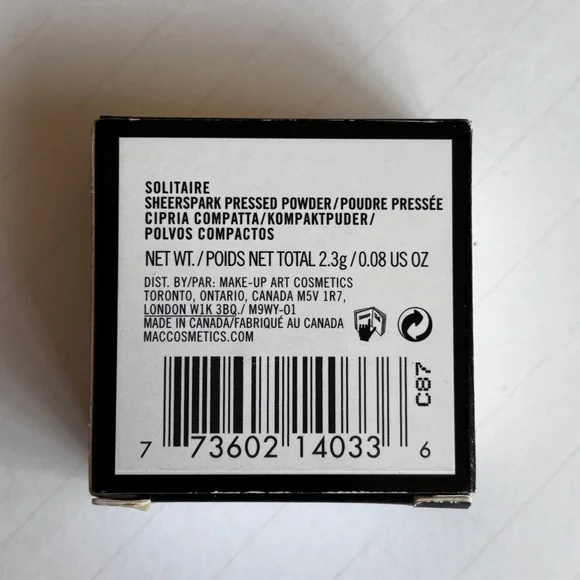 SOLITAIRE
SHEERSPARK PRESSED POWDER/POUDRE PRESSÉE
CIPRIA COMPATTA/KOMPAKTPUDER/
POLVOS COMPACTOS
NET WT./POIDS NET TOTAL 2.3g/0.08 US OZ
DIST. BY/PAR: MAKE-UP ART COSMETICS
TORONTO, ONTARIO, CANADA M5V 1R7,
LONDON W1K 3BQ./ M9WY-01
MADE IN CANADA/FABRIQUÉ AU CANADA
MACCOSMETICS.COM
C87
7 73602 14033 6